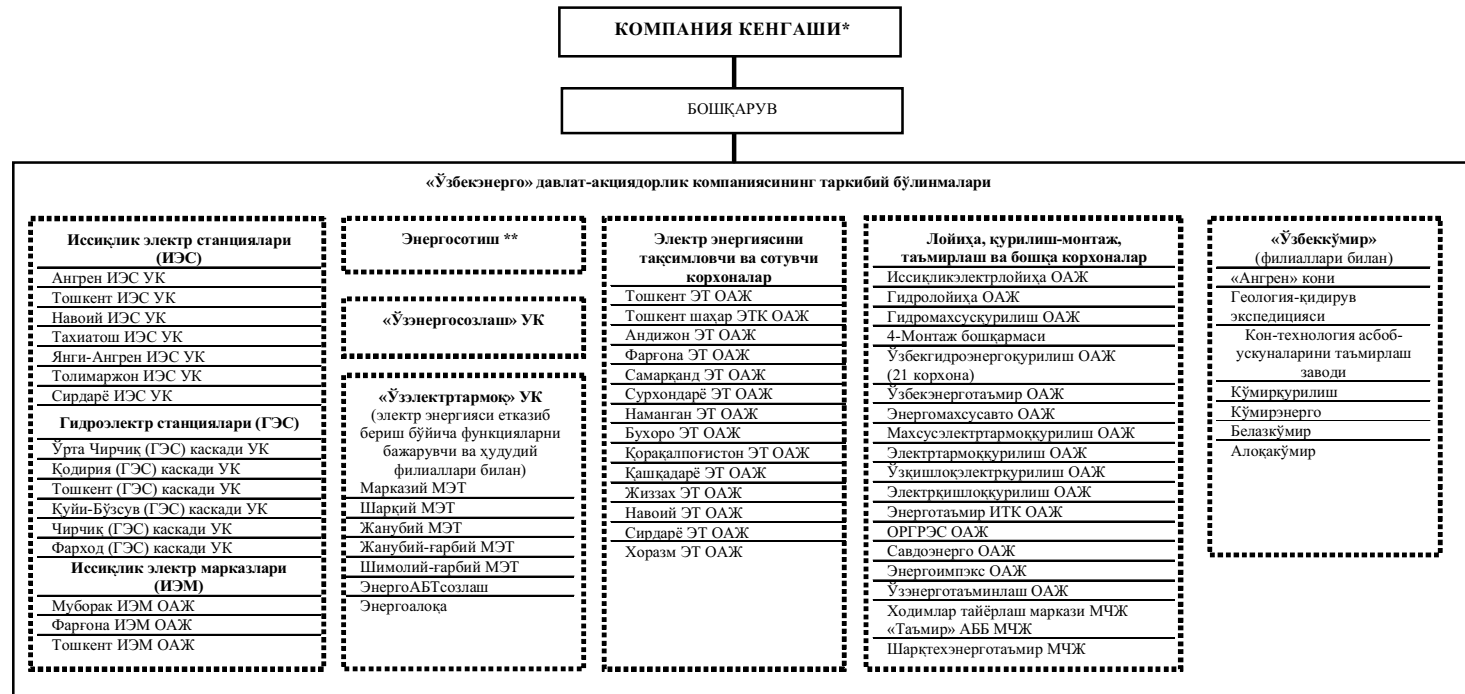 КОМПАНИЯ КЕНГАШИ*
БОШҚАРУВ
«Ўзбекэнерго» давлат-акциядорлик компаниясининг таркибий бўлинмалари
Иссиқлик электр станциялари
(ИЭС)
Ангрен ИЭС УК
Тошкент ИЭС УК
Навоий ИЭС УК
Тахиатош ИЭС УК
Янги-Ангрен ИЭС УК
Толимаржон ИЭС УК
Сирдарё ИЭС УК
Гидроэлектр станциялари (ГЭС)
Ўрта Чирчиқ (ГЭС) каскади УК
Қодирия (ГЭС) каскади УК
Тошкент (ГЭС) каскади УК
Қуйи-Бўзсув (ГЭС) каскади УК
Чирчиқ (ГЭС) каскади УК
Фарход (ГЭС) каскади УК
Иссиқлик электр марказлари
(ИЭМ)
Муборак ИЭМ ОАЖ
Фарғона ИЭМ ОАЖ
Тошкент ИЭМ ОАЖ
Энергосотиш **
«Ўзэнергосозлаш» УК
«Ўзэлектртармоқ» УК
(электр энергияси етказиб
бериш бўйича функцияларни
бажарувчи ва ҳудудий
филиаллари билан)
Марказий МЭТ
Шарқий МЭТ
Жанубий МЭТ
Жанубий-ғарбий МЭТ
Шимолий-ғарбий МЭТ
ЭнергоАБТсозлаш
Энергоалоқа
Электр энергиясини
тақсимловчи ва сотувчи
корхоналар
Тошкент ЭТ ОАЖ
Тошкент шаҳар ЭТК ОАЖ
Андижон ЭТ ОАЖ
Фарғона ЭТ ОАЖ
Самарқанд ЭТ ОАЖ
Сурхондарё ЭТ ОАЖ
Наманган ЭТ ОАЖ
Бухоро ЭТ ОАЖ
Қорақалпоғистон ЭТ ОАЖ
Қашқадарё ЭТ ОАЖ
Жиззах ЭТ ОАЖ
Навоий ЭТ ОАЖ
Сирдарё ЭТ ОАЖ
Хоразм ЭТ ОАЖ
Лойиҳа, қурилиш-монтаж,
таъмирлаш ва бошқа корхоналар
Иссиқликэлектрлойиҳа ОАЖ
Гидролойиҳа ОАЖ
Гидромахсусқурилиш ОАЖ
4-Монтаж бошқармаси
Ўзбекгидроэнергоқурилиш ОАЖ
(21 корхона)
Ўзбекэнерготаъмир ОАЖ
Энергомахсусавто ОАЖ
Махсусэлектртармоққурилиш ОАЖ
Электртармоққурилиш ОАЖ
Ўзқишлоқэлектрқурилиш ОАЖ
Электрқишлоққурилиш ОАЖ
Энерготаъмир ИТК ОАЖ
ОРГРЭС ОАЖ
Савдоэнерго ОАЖ
Энергоимпэкс ОАЖ
Ўзэнерготаъминлаш ОАЖ
Ходимлар тайёрлаш маркази МЧЖ
«Таъмир» АББ МЧЖ
Шарқтехэнерготаъмир МЧЖ
«Ўзбеккўмир»
(филиаллари билан)
«Ангрен» кони
Геология-қидирув
экспедицияси
Кон-технология асбоб-
ускуналарини таъмирлаш
заводи
Кўмирқурилиш
Кўмирэнерго
Белазкўмир
Алоқакўмир